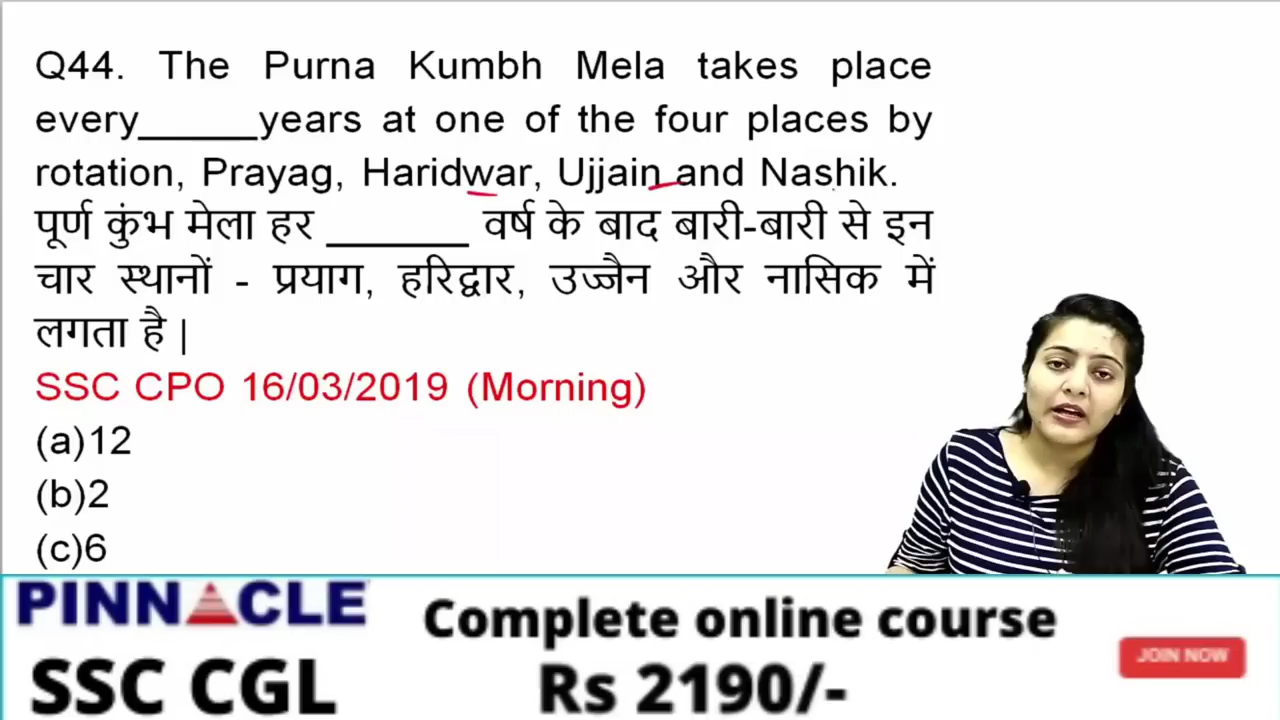 Q44. The Purna Kumbh Mela takes place
every_____years at one of the four places by
rotation, Prayag, Haridwar, Ujjain and Nashik.
पूर्ण कुंभ मेला हर ______ वर्ष के बाद बारी-बारी से इन
चार स्थानों - प्रयाग, हरिद्वार, उज्जैन और नासिक में
लगता है |
SSC CPO 16/03/2019 (Morning)
(a)12
(b)2
(c)6
PINNACLE
SSC CGL
Complete online course
Rs 2190/-
JOIN NOW